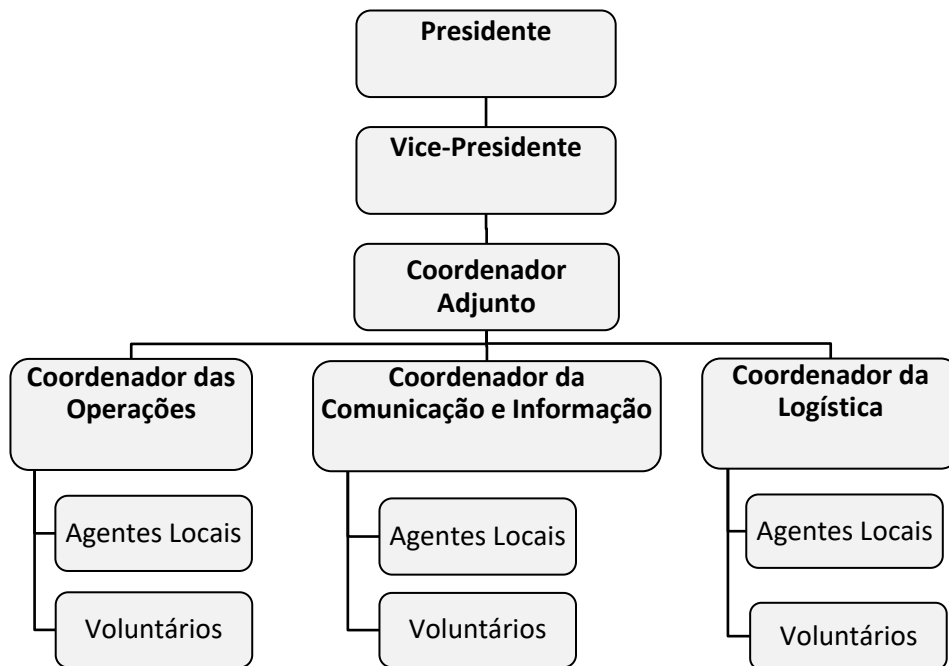 Presidente
Vice-Presidente
Coordenador
Adjunto
Coordenador das
Operações
Agentes Locais
Voluntários
Coordenador da
Comunicação e Informação
Agentes Locais
Voluntários
Coordenador da
Logística
Agentes Locais
Voluntários